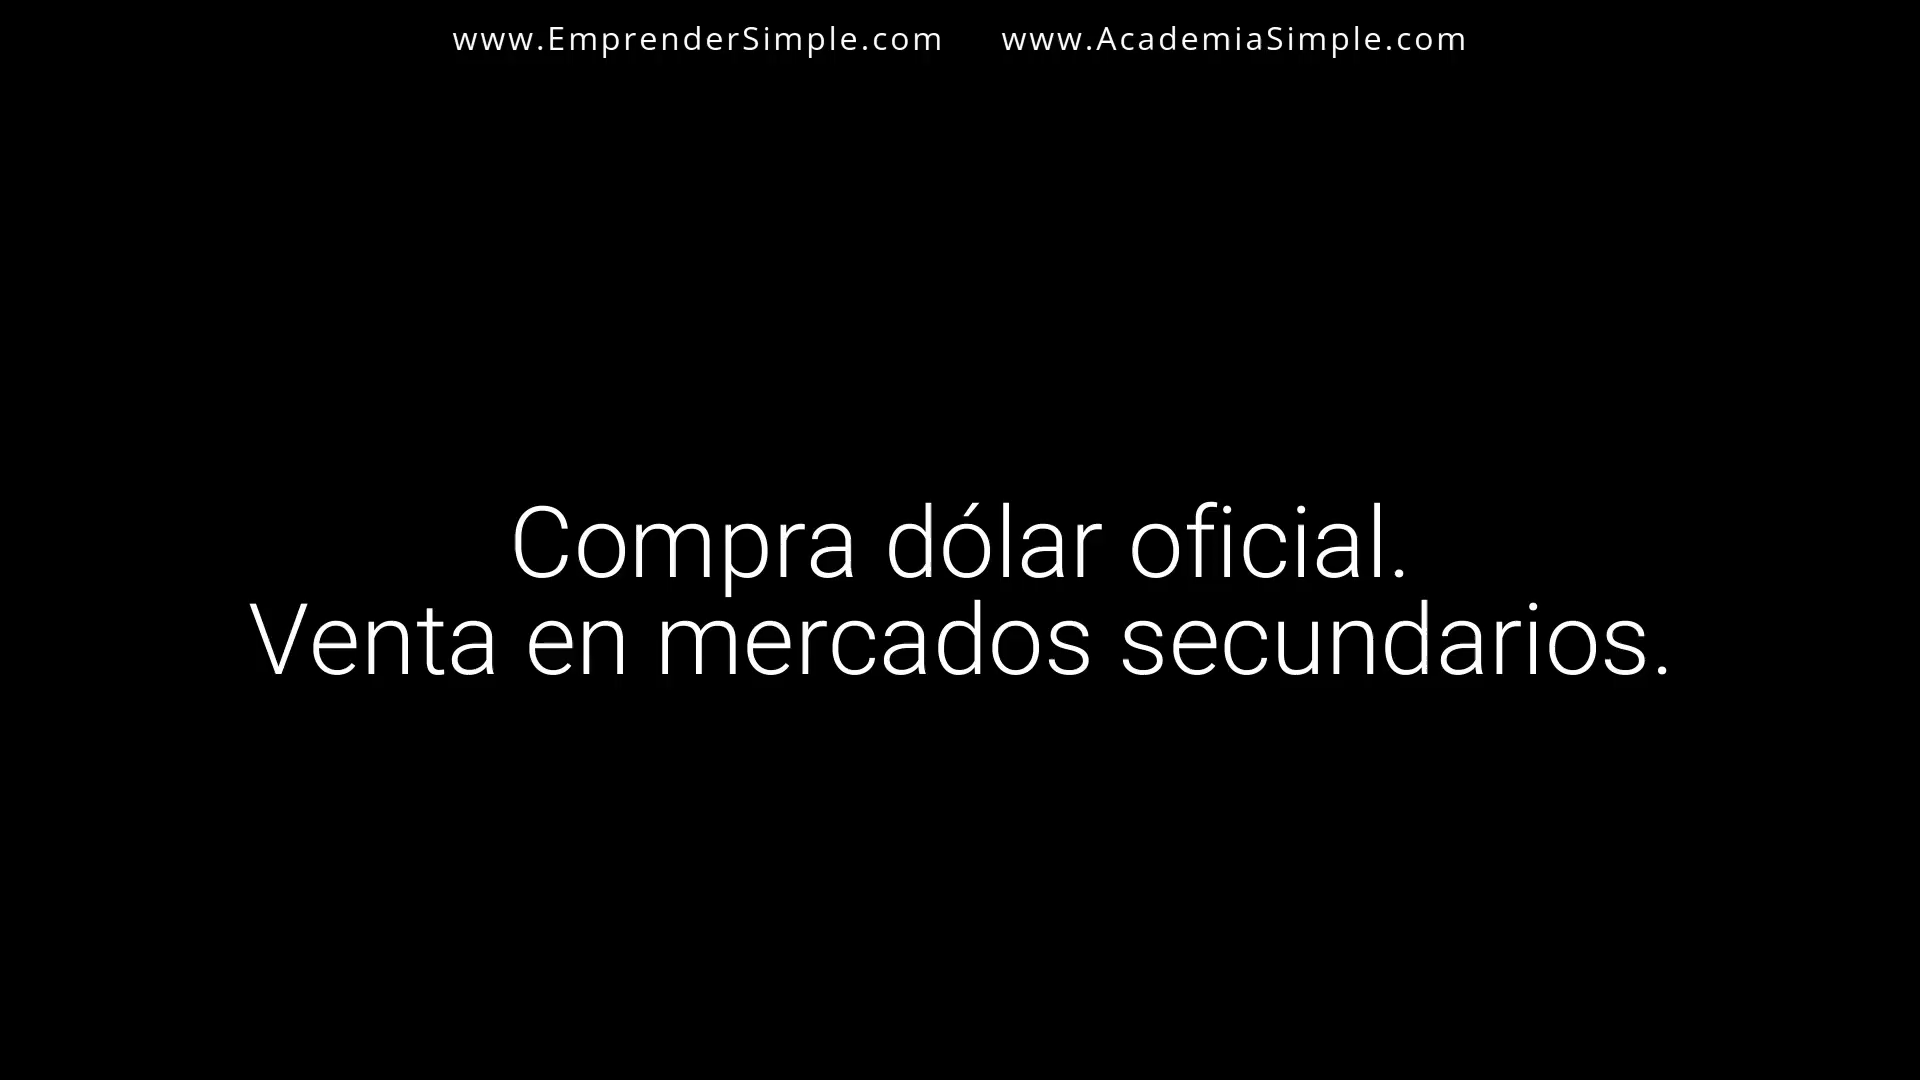 www.EmprenderSimple.com www.AcademiaSimple.com
Compra dólar oficial.
Venta en mercados secundarios.